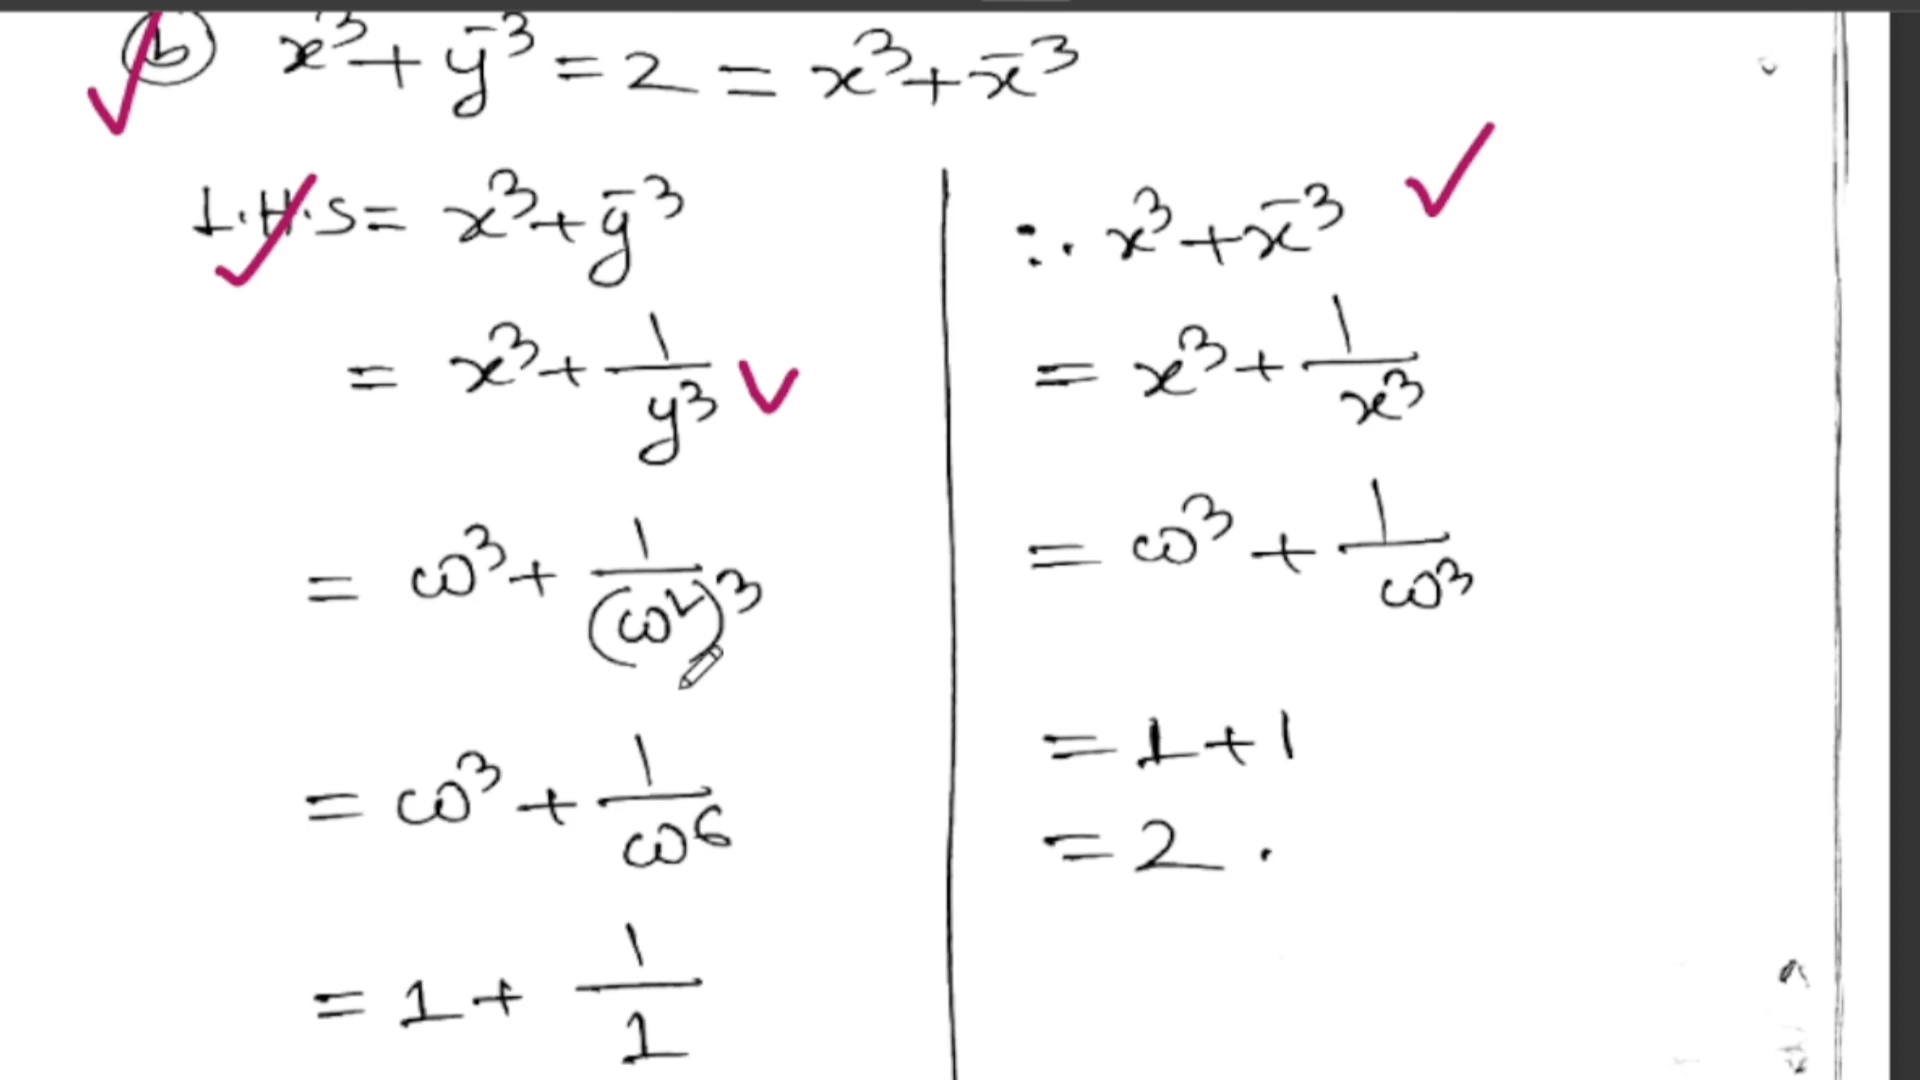 (b) x³ + y⁻³ = 2 = x³ + x⁻³
L.H.S = x³ + y⁻³
= x³ + 1/y³
= ω³ + 1/(ω²)³
= ω³ + 1/ω⁶
= 1 + 1/1
∴ x³ + x⁻³
= x³ + 1/x³
= ω³ + 1/ω³
= 1 + 1
= 2.